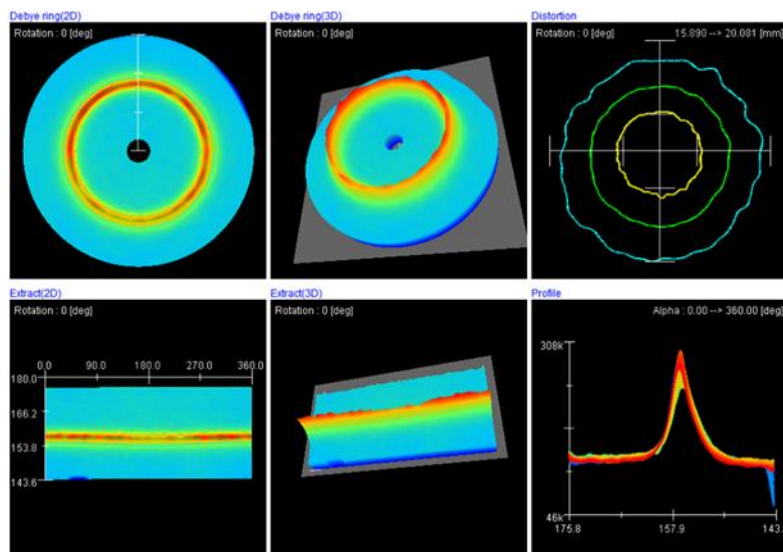 Debye ring(2D)
Rotation : 0 [deg]
Debye ring(3D)
Rotation : 0 [deg]
Distortion
Rotation : 0 [deg]
15.890 --> 20.081 [mm]
Extract(2D)
Rotation : 0 [deg]
0.0 90.0 180.0 270.0 360.0
180.0
166.2
153.8
143.6
Extract(3D)
Rotation : 0 [deg]
Profile
Alpha : 0.00 --> 360.00 [deg]
308k
46k
175.8 157.9 143.